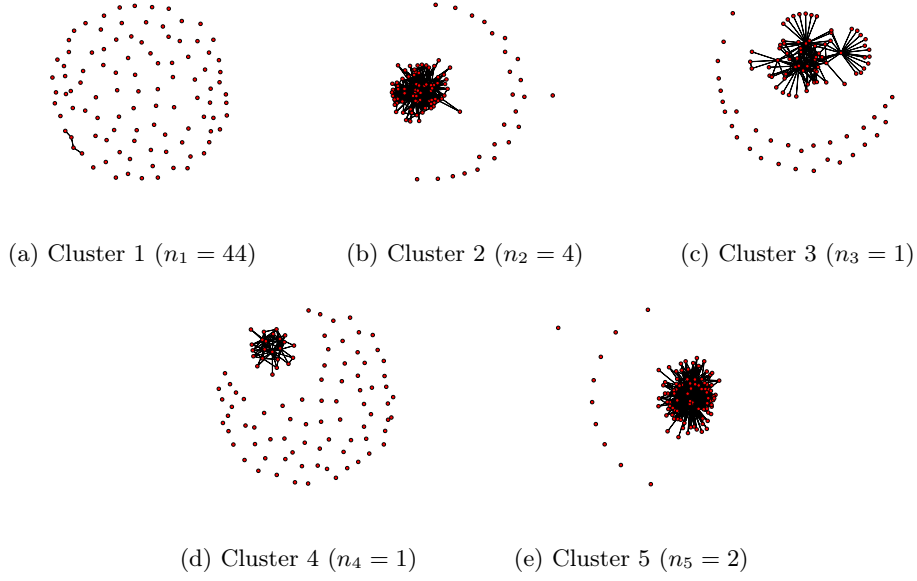 (a) Cluster 1 (n₁ = 44)
(b) Cluster 2 (n₂ = 4)
(c) Cluster 3 (n₃ = 1)
(d) Cluster 4 (n₄ = 1)
(e) Cluster 5 (n₅ = 2)